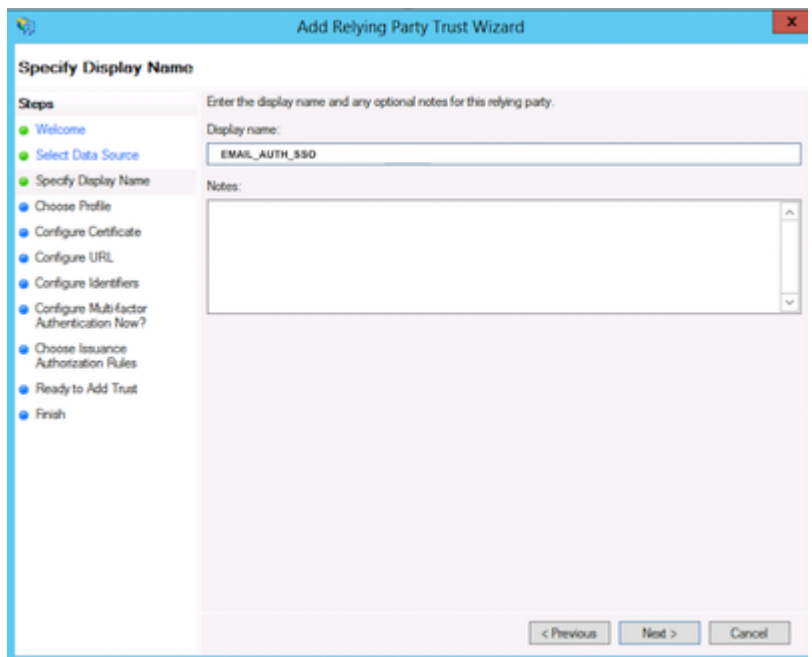 Add Relying Party Trust Wizard
x
Specify Display Name
Steps
Welcome
Select Data Source
Specify Display Name
Choose Profile
Configure Certificate
Configure URL
Configure Identifiers
Configure Multi-factor
Authentication Now?
Choose Issuance
Authorization Rules
Ready to Add Trust
Finish
Enter the display name and any optional notes for this relying party.
Display name:
EMAIL_AUTH_SSO
Notes:
< Previous
Next >
Cancel